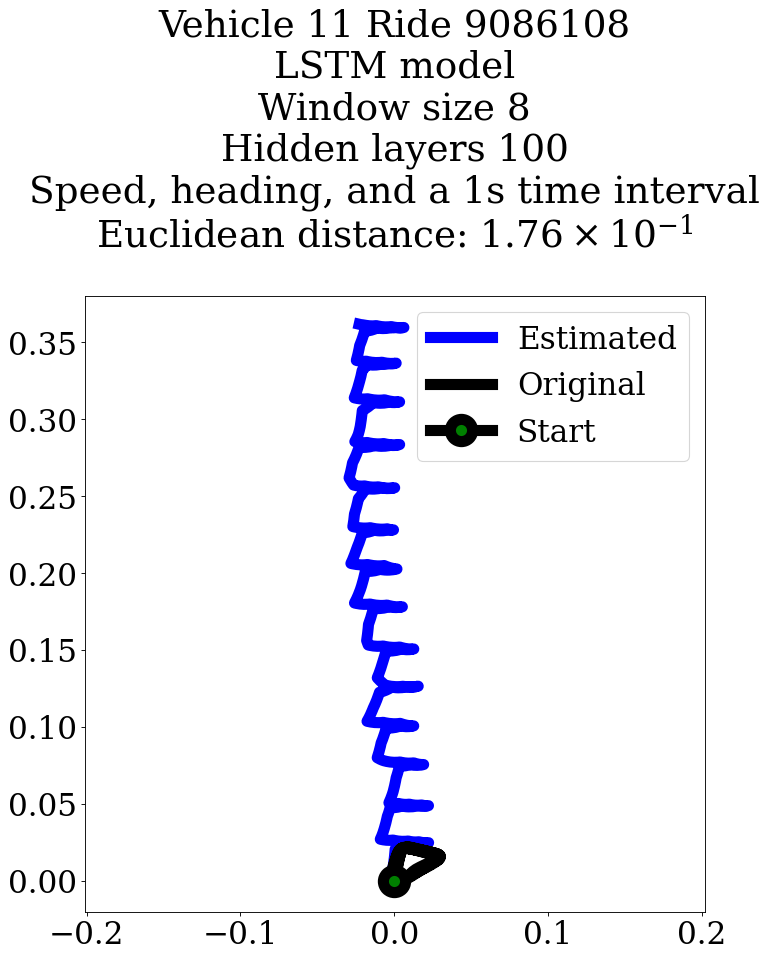 Vehicle 11 Ride 9086108
LSTM model
Window size 8
Hidden layers 100
Speed, heading, and a 1s time interval
Euclidean distance: 1.76 × 10⁻¹
Estimated
Original
Start
0.35
0.30
0.25
0.20
0.15
0.10
0.05
0.00
−0.2 −0.1 0.0 0.1 0.2